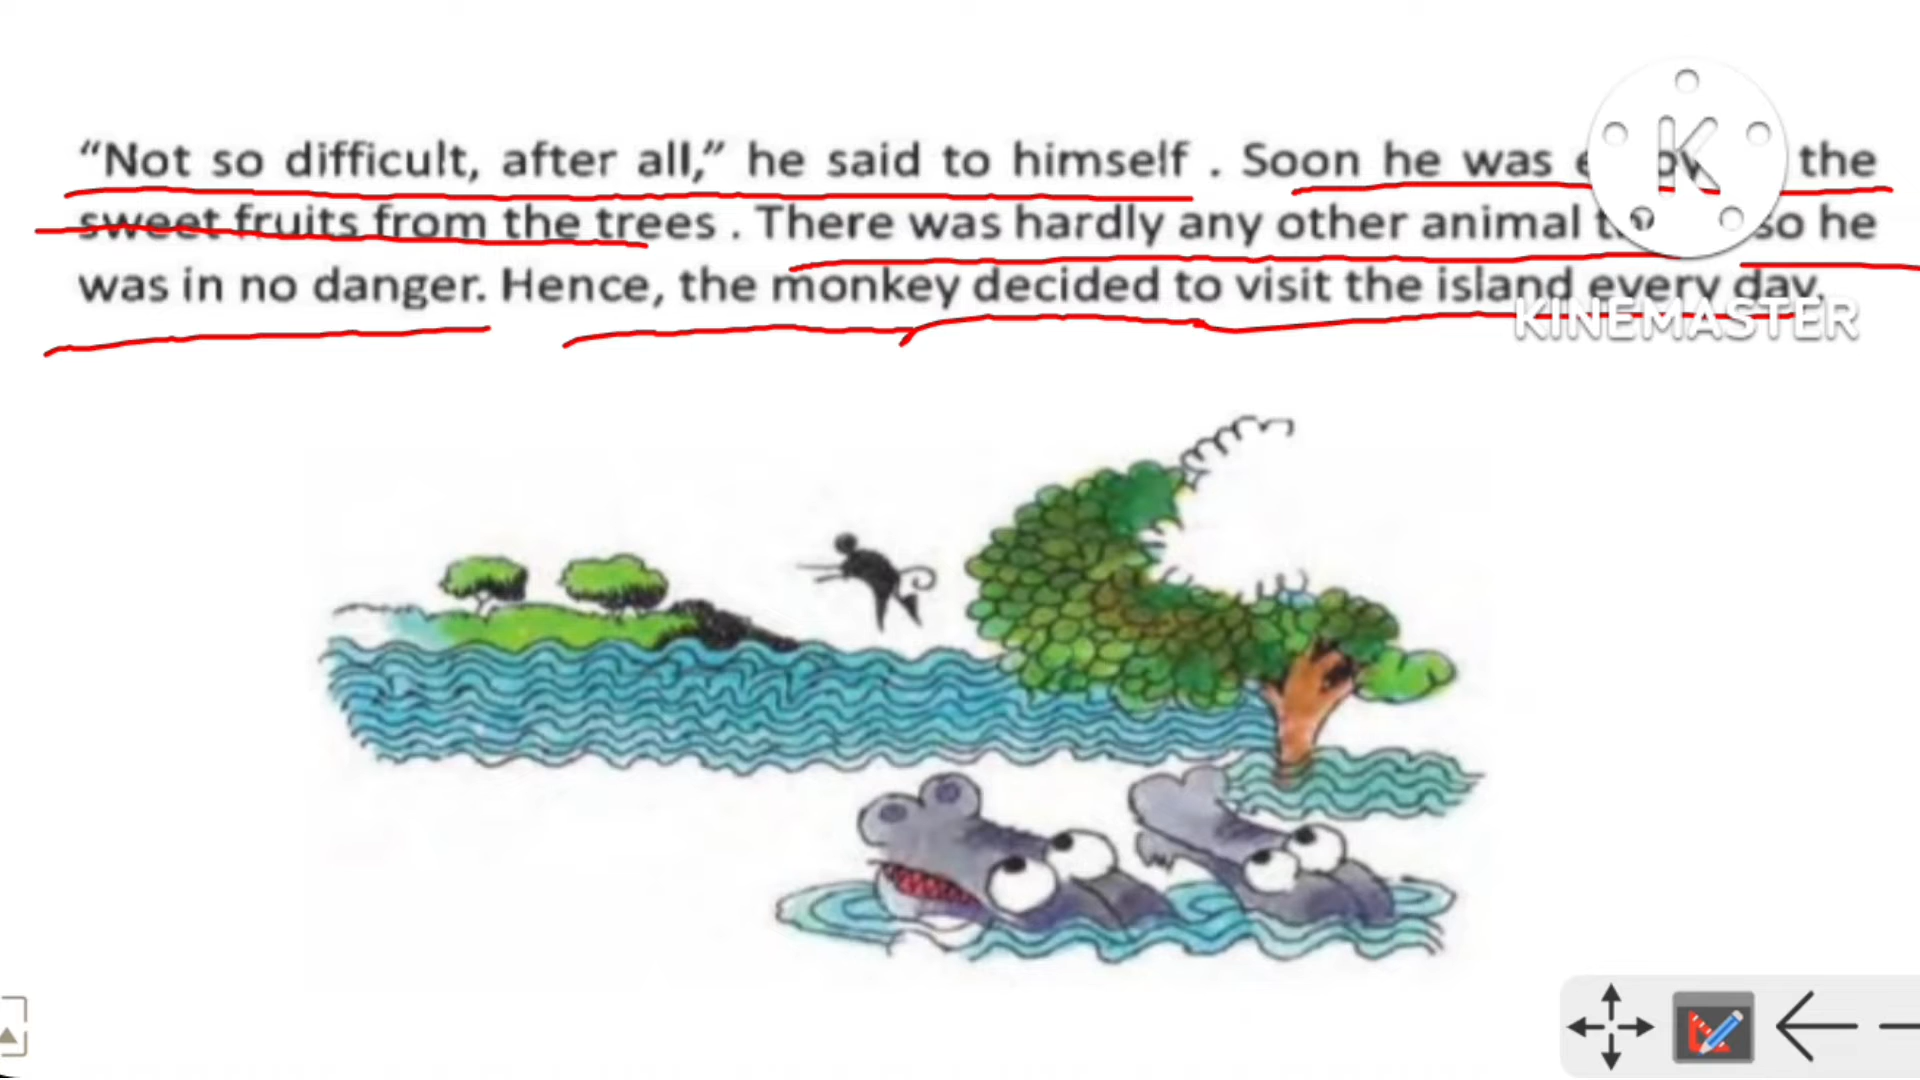 “Not so difficult, after all,” he said to himself . Soon he was the
sweet fruits from the trees . There was hardly any other animal so he
was in no danger. Hence, the monkey decided to visit the island every day.
K
KINEMASTER